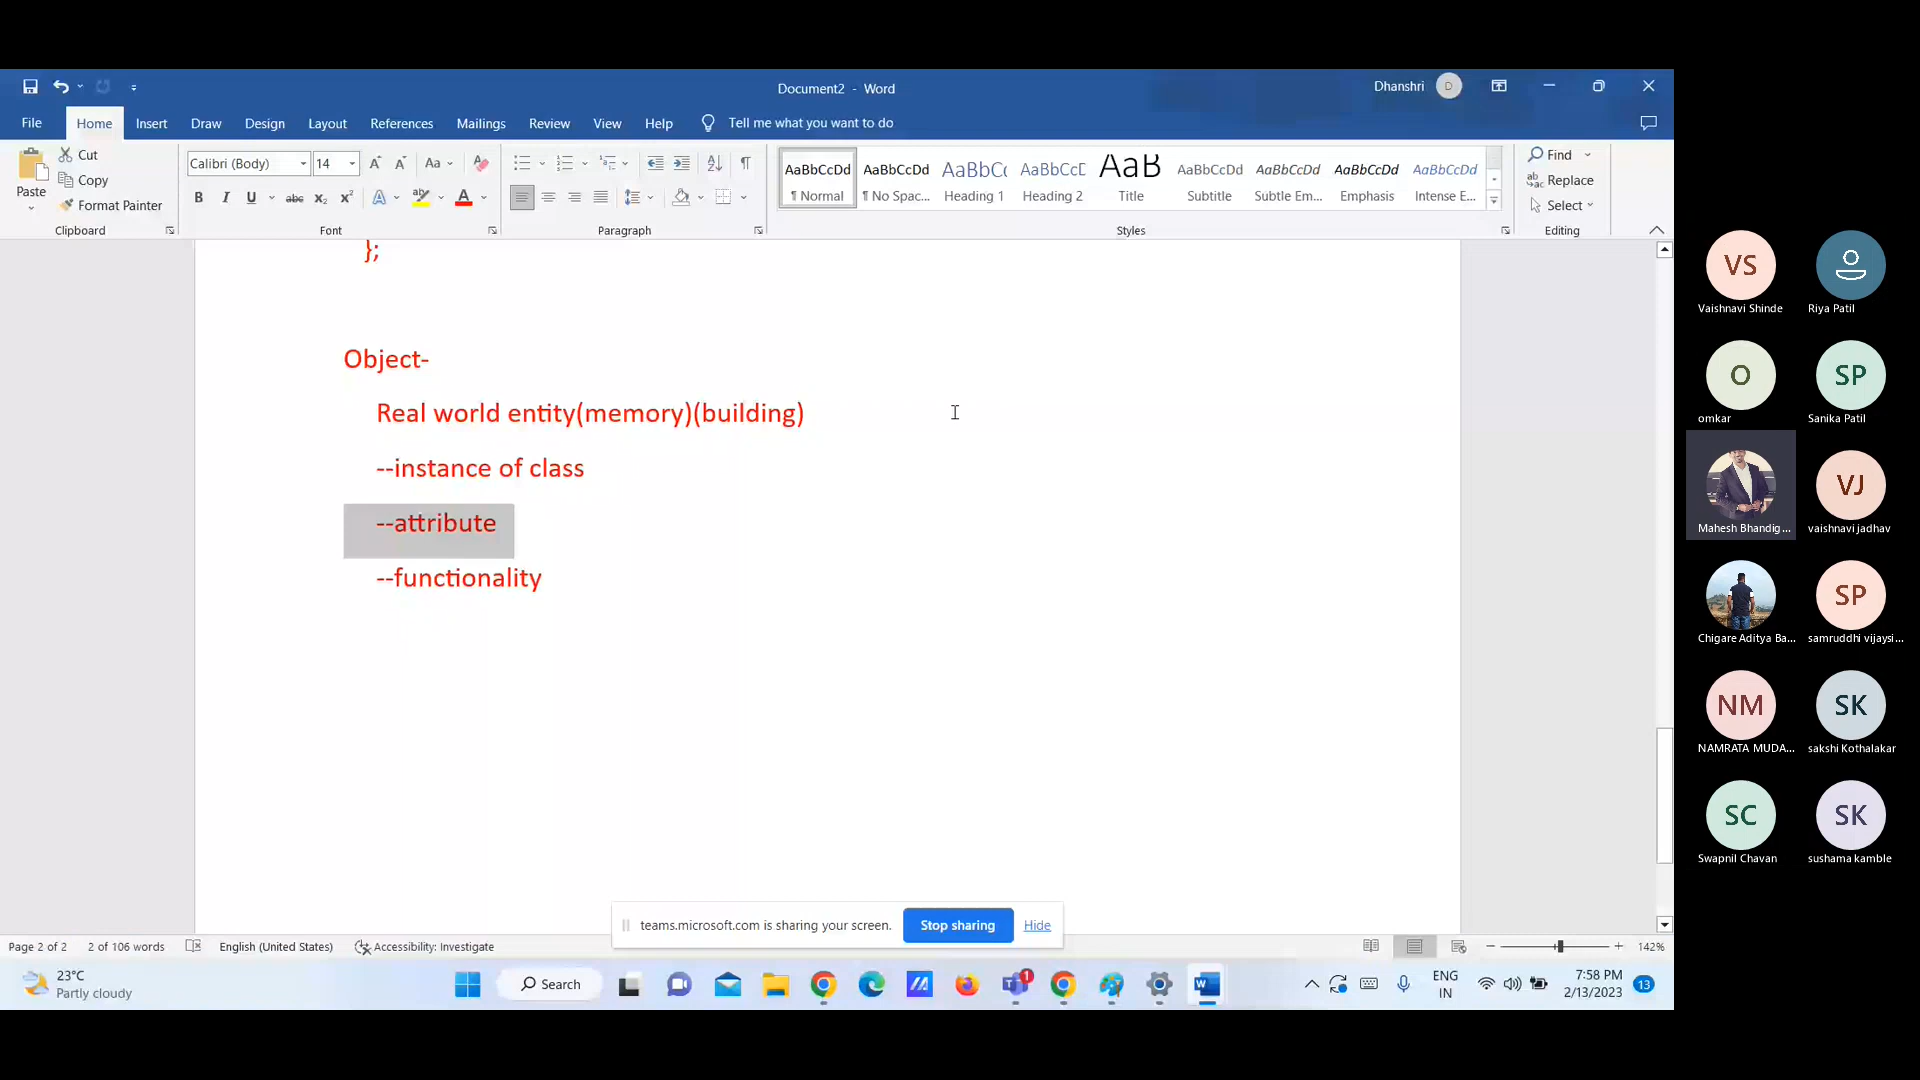 Document2 - Word
Dhanshri
D
File
Home
Insert
Draw
Design
Layout
References
Mailings
Review
View
Help
Tell me what you want to do
Paste
Cut
Copy
Format Painter
Clipboard
Calibri (Body)
14
Font
Paragraph
AaBbCcDd
¶ Normal
AaBbCcDd
¶ No Spac...
AaBbCc
Heading 1
AaBbCcD
Heading 2
AaB
Title
AaBbCcDd
Subtitle
AaBbCcDd
Subtle Em...
AaBbCcDd
Emphasis
AaBbCcDd
Intense E...
Styles
Find
Replace
Select
Editing
};
Object-
Real world entity(memory)(building)
--instance of class
--attribute
--functionality
teams.microsoft.com is sharing your screen.
Stop sharing
Hide
Page 2 of 2
2 of 106 words
English (United States)
Accessibility: Investigate
142%
23°C
Partly cloudy
Search
1
ENG
IN
7:58 PM
2/13/2023
13
VS
Vaishnavi Shinde
Riya Patil
O
omkar
SP
Sanika Patil
Mahesh Bhandig...
VJ
vaishnavi jadhav
Chigare Aditya Ba...
SP
samruddhi vijaysi...
NM
NAMRATA MUDA...
SK
sakshi Kothalakar
SC
Swapnil Chavan
SK
sushama kamble